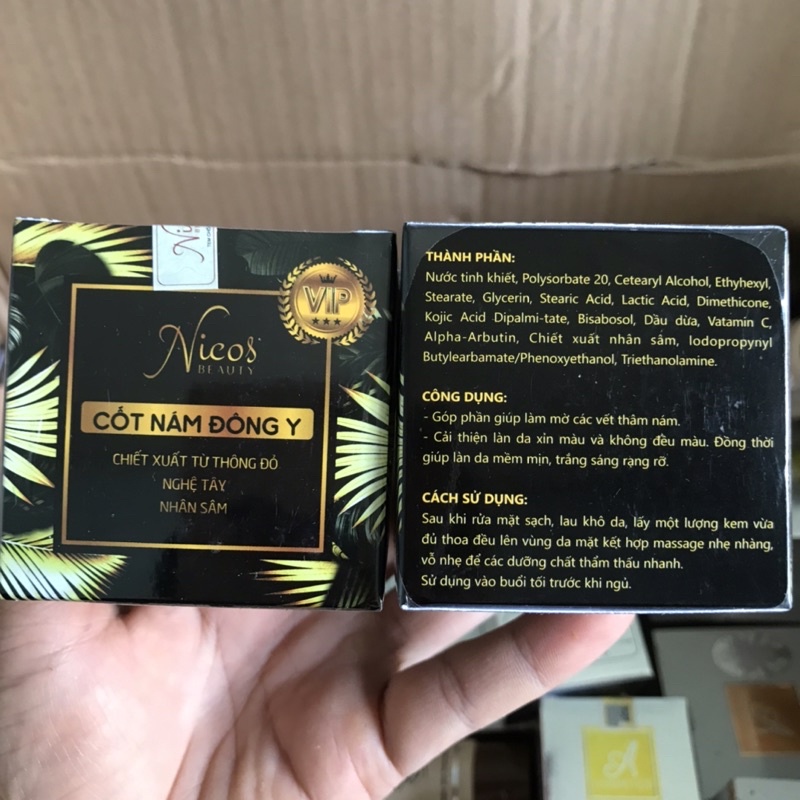 VIP
Nicos
BEAUTY
CỐT NÁM ĐÔNG Y
CHIẾT XUẤT TỪ THÔNG ĐỎ
NGHỆ TÂY
NHÂN SÂM
THÀNH PHẦN:
Nước tinh khiết, Polysorbate 20, Cetearyl Alcohol, Ethyhexyl,
Stearate, Glycerin, Stearic Acid, Lactic Acid, Dimethicone,
Kojic Acid Dipalmi-tate, Bisabosol, Dầu dừa, Vatamin C,
Alpha-Arbutin, Chiết xuất nhân sâm, Iodopropynyl
Butylearbamate/Phenoxyethanol, Triethanolamine.
CÔNG DỤNG:
- Góp phần giúp làm mờ các vết thâm nám.
- Cải thiện làn da xỉn màu và không đều màu. Đồng thời
giúp làn da mềm mịn, trắng sáng rạng rỡ.
CÁCH SỬ DỤNG:
Sau khi rửa mặt sạch, lau khô da, lấy một lượng kem vừa
đủ thoa đều lên vùng da mặt kết hợp massage nhẹ nhàng,
vỗ nhẹ để các dưỡng chất thẩm thấu nhanh.
Sử dụng vào buổi tối trước khi ngủ.